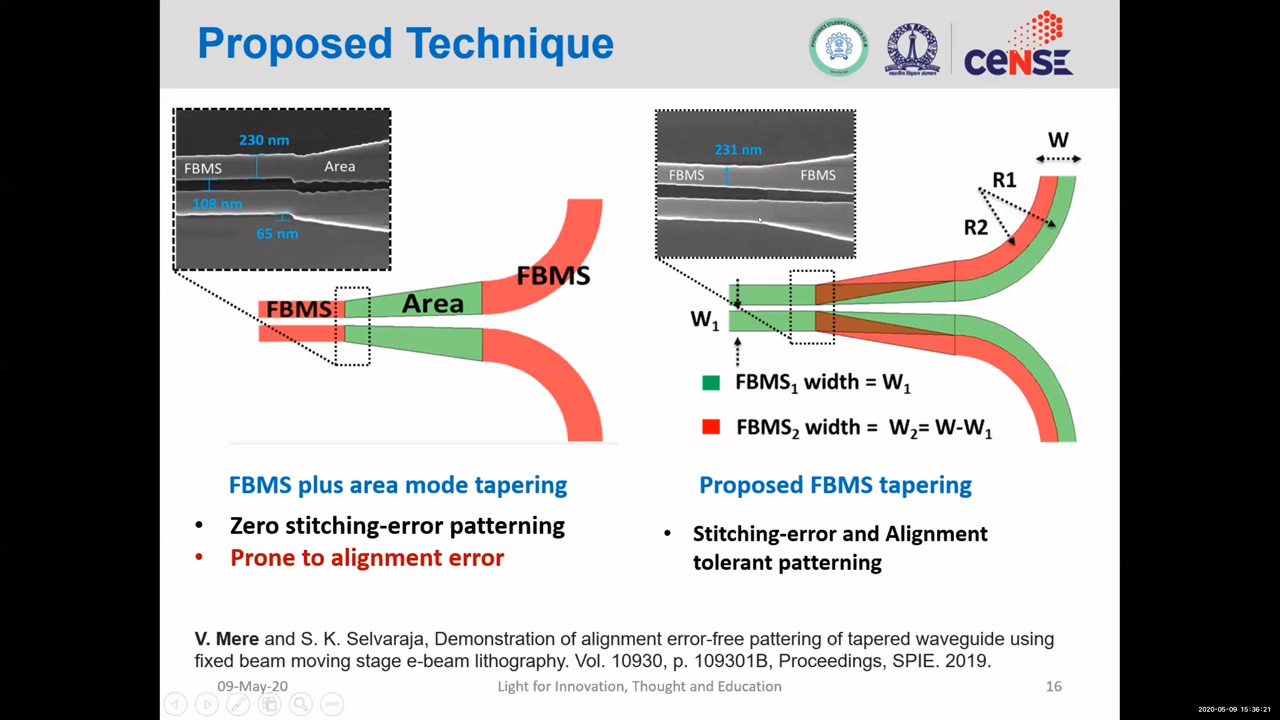 Proposed Technique
CeNSE
230 nm
FBMS
Area
108 nm
65 nm
FBMS
Area
FBMS
231 nm
FBMS
FBMS
W
R1
R2
W1
FBMS1 width = W1
FBMS2 width = W2= W-W1
FBMS plus area mode tapering
• Zero stitching-error patterning
• Prone to alignment error
Proposed FBMS tapering
• Stitching-error and Alignment
tolerant patterning
V. Mere and S. K. Selvaraja, Demonstration of alignment error-free pattering of tapered waveguide using
fixed beam moving stage e-beam lithography. Vol. 10930, p. 109301B, Proceedings, SPIE. 2019.
09-May-20
Light for Innovation, Thought and Education
16
2020-05-09 15:36:21